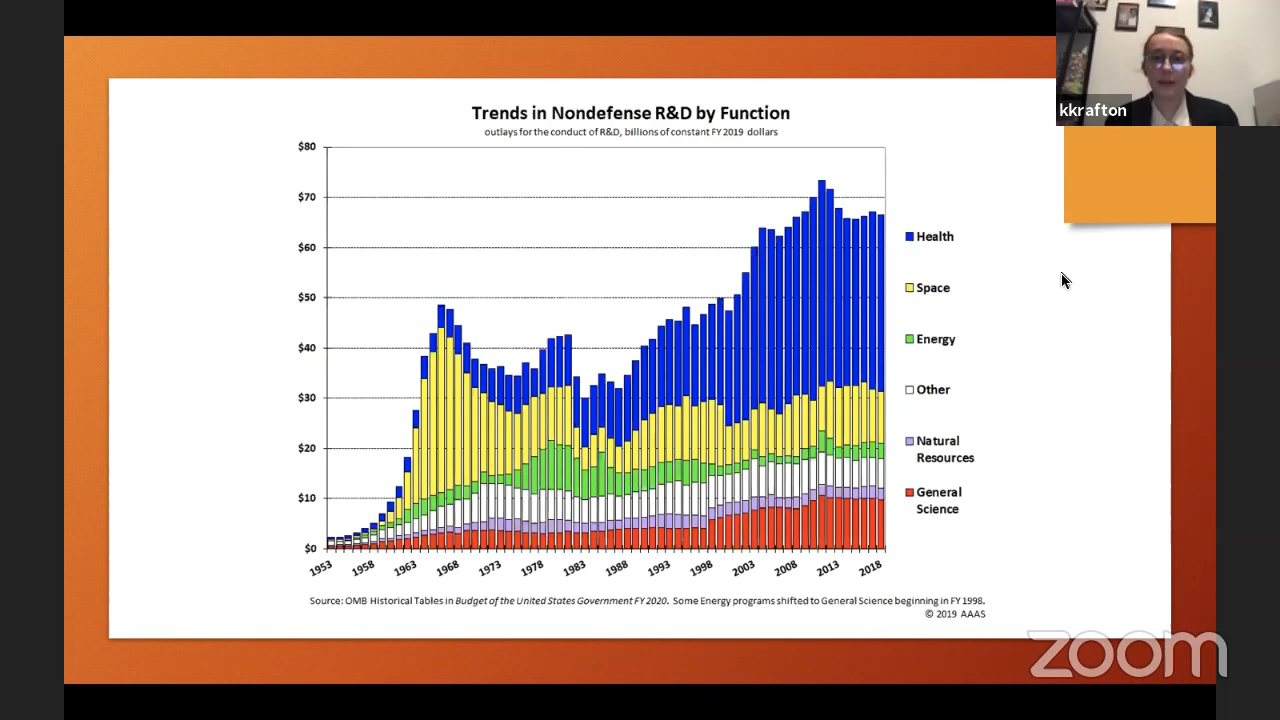 kkrafton
Trends in Nondefense R&D by Function
outlays for the conduct of R&D, billions of constant FY 2019 dollars
$80
$70
$60
$50
$40
$30
$20
$10
$0
1953 1958 1963 1968 1973 1978 1983 1988 1993 1998 2003 2008 2013 2018
Health
Space
Energy
Other
Natural
Resources
General
Science
Source: OMB Historical Tables in Budget of the United States Government FY 2020. Some Energy programs shifted to General Science beginning in FY 1998.
© 2019 AAAS
zoom